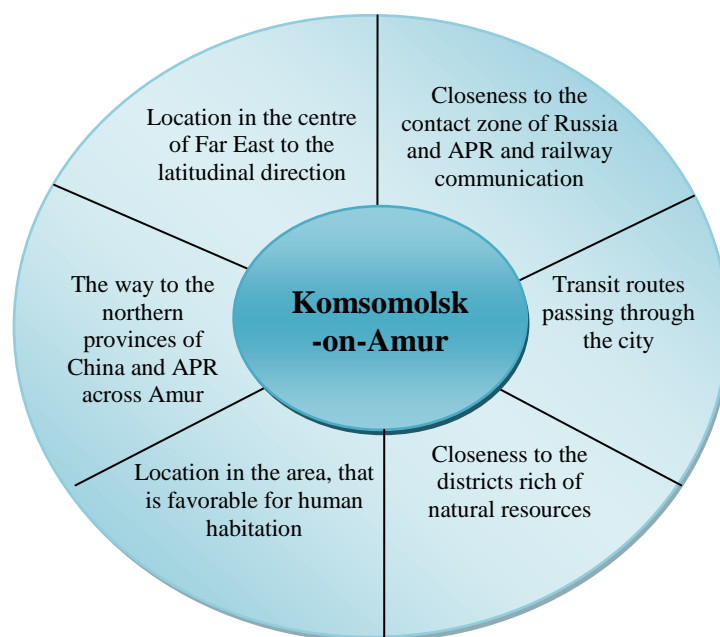 Location in the centre
of Far East to the
latitudinal direction
Closeness to the
contact zone of Russia
and APR and railway
communication
The way to the
northern
provinces of
China and APR
across Amur
Komsomolsk
-on-Amur
Transit routes
passing through
the city
Location in the area, that
is favorable for human
habitation
Closeness to the
districts rich of
natural resources